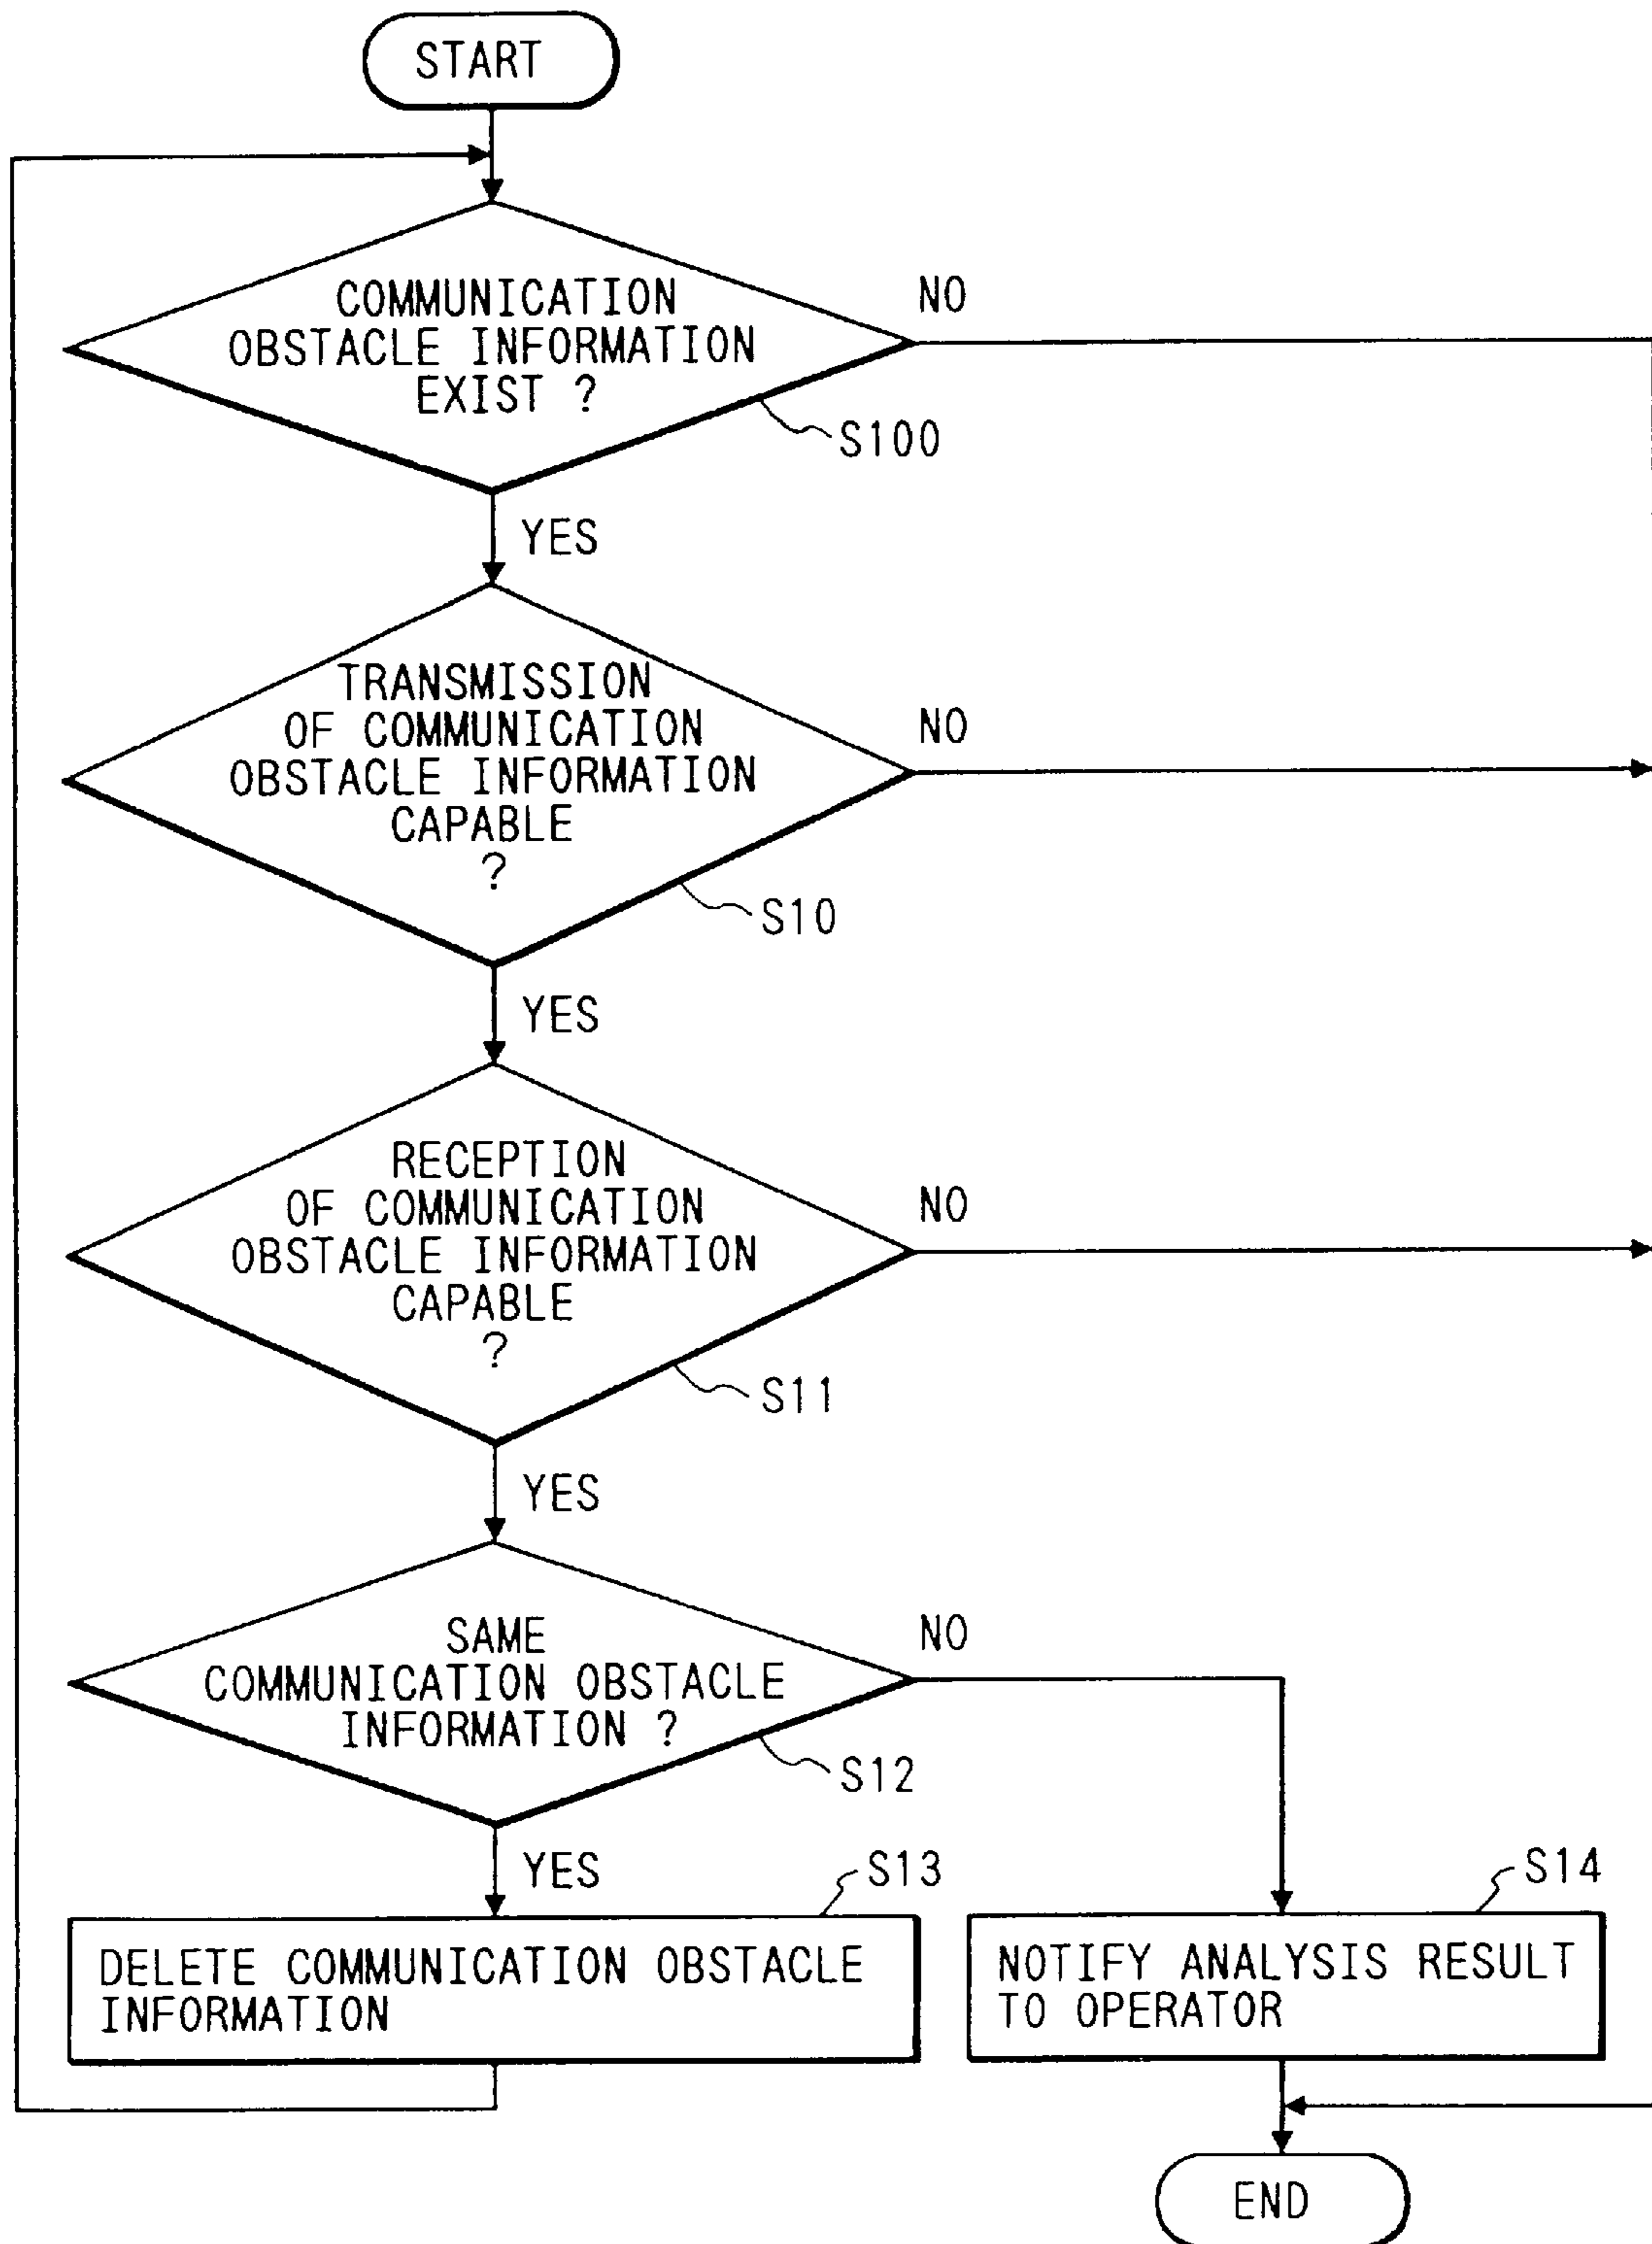 START
COMMUNICATION
OBSTACLE INFORMATION
EXIST ?
NO
S100
YES
TRANSMISSION
OF COMMUNICATION
OBSTACLE INFORMATION
CAPABLE
?
NO
S10
YES
RECEPTION
OF COMMUNICATION
OBSTACLE INFORMATION
CAPABLE
?
NO
S11
YES
SAME
COMMUNICATION OBSTACLE
INFORMATION ?
NO
S12
YES
S13
DELETE COMMUNICATION OBSTACLE
INFORMATION
S14
NOTIFY ANALYSIS RESULT
TO OPERATOR
END